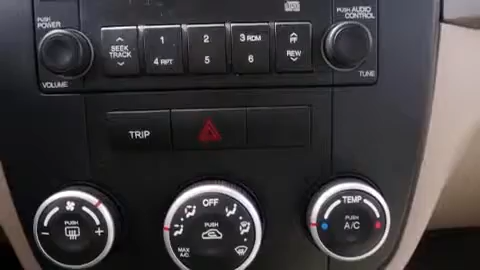 PUSH
POWER
VOLUME
SEEK
TRACK
1
4 RPT
2
5
3 RDM
6
FF
REW
PUSH AUDIO
CONTROL
TUNE
TRIP
PUSH
OFF
PUSH
MAX
A/C
TEMP
PUSH
A/C